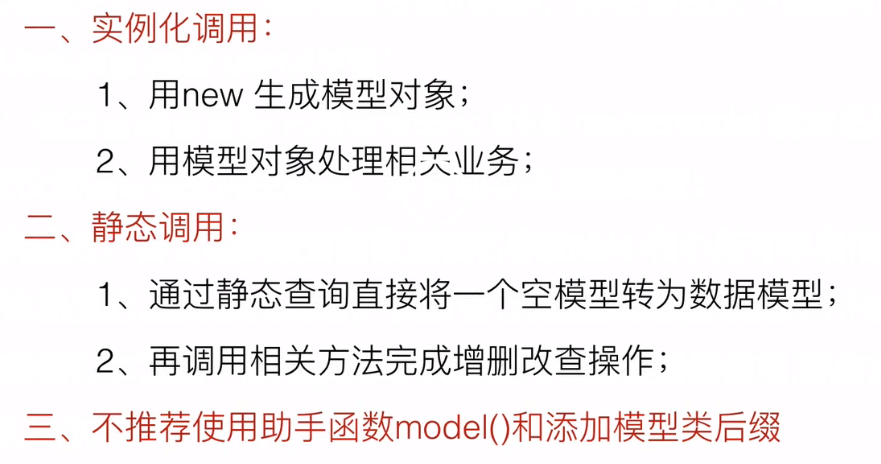 一、实例化调用：
1、用new 生成模型对象；
2、用模型对象处理相关业务；
二、静态调用：
1、通过静态查询直接将一个空模型转为数据模型；
2、再调用相关方法完成增删改查操作；
三、不推荐使用助手函数model()和添加模型类后缀